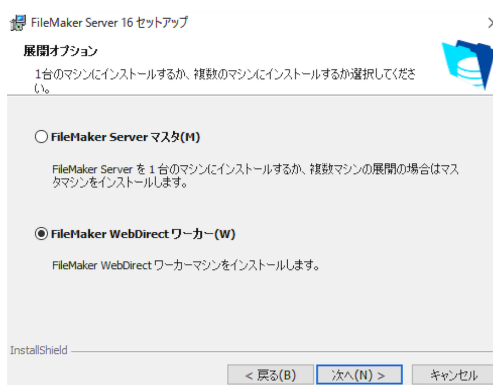 FileMaker Server 16 セットアップ
展開オプション
1台のマシンにインストールするか、複数のマシンにインストールするか選択してくださ
い。
FileMaker Server マスタ(M)
FileMaker Server を 1 台のマシンにインストールするか、複数マシンの展開の場合はマス
タマシンをインストールします。
FileMaker WebDirect ワーカー(W)
FileMaker WebDirect ワーカーマシンをインストールします。
InstallShield
< 戻る(B) 次へ(N) > キャンセル